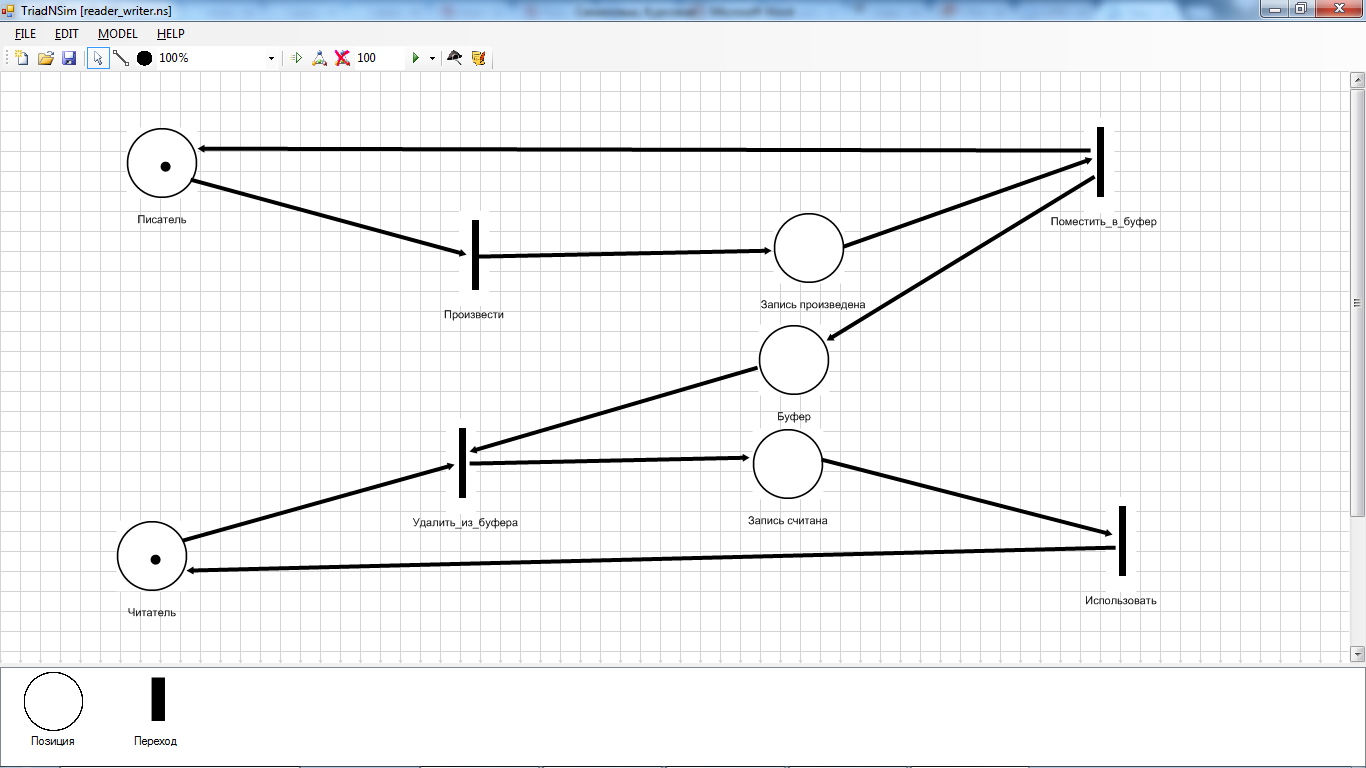 TriadNSim [reader_writer.ns]
FILE EDIT MODEL HELP
100% 100
Писатель
Поместить_в_буфер
Произвести
Запись произведена
Буфер
Удалить_из_буфера
Запись считана
Читатель
Использовать
Позиция
Переход